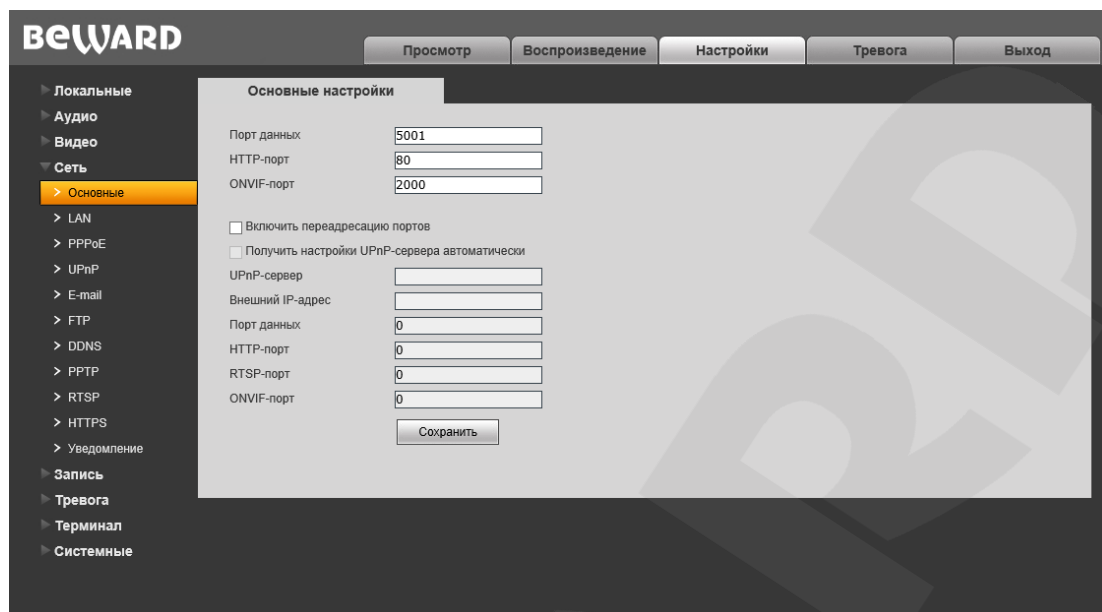 BEWARD
Просмотр
Воспроизведение
Настройки
Тревога
Выход
Локальные
Аудио
Видео
Сеть
Основные
LAN
PPPoE
UPnP
E-mail
FTP
DDNS
PPTP
RTSP
HTTPS
Уведомление
Запись
Тревога
Терминал
Системные
Основные настройки
Порт данных 5001
HTTP-порт 80
ONVIF-порт 2000
Включить переадресацию портов
Получить настройки UPnP-сервера автоматически
UPnP-сервер
Внешний IP-адрес
Порт данных 0
HTTP-порт 0
RTSP-порт 0
ONVIF-порт 0
Сохранить